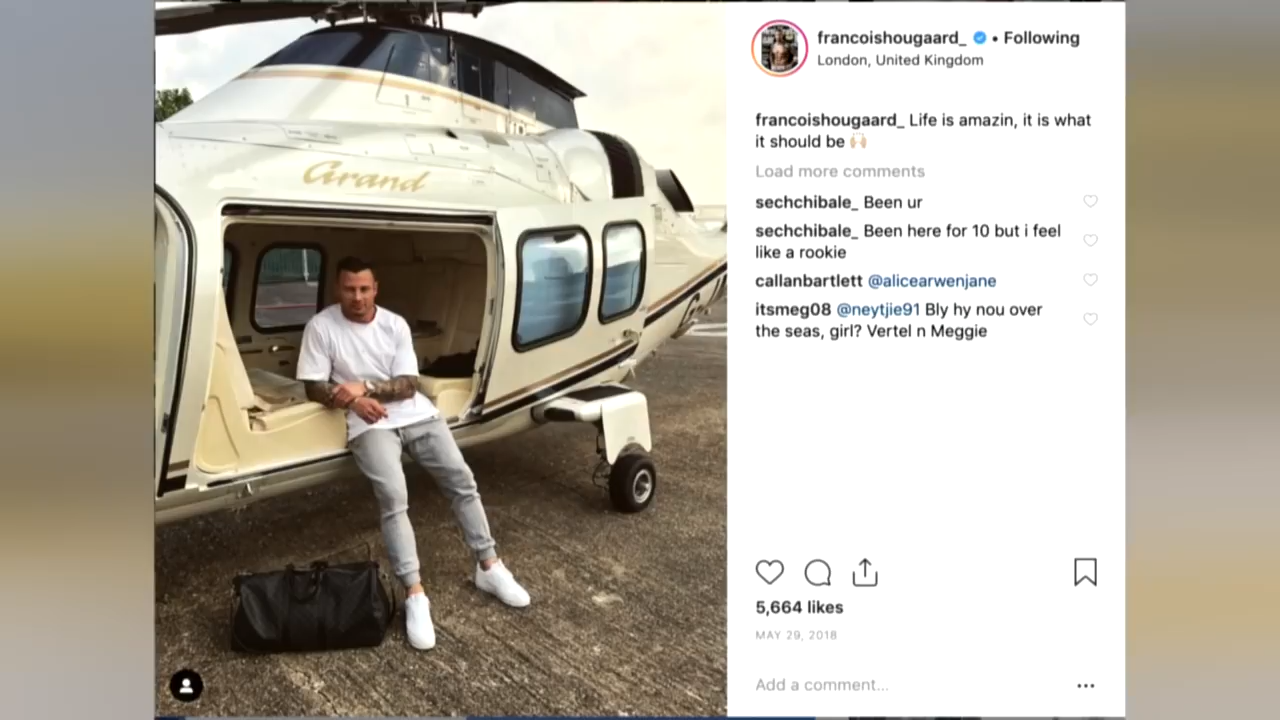 Grand
francoishougaard_ • Following
London, United Kingdom
francoishougaard_ Life is amazin, it is what
it should be 🙌🏻
Load more comments
sechchibale_ Been ur
sechchibale_ Been here for 10 but i feel
like a rookie
callanbartlett @alicearwenjane
itsmeg08 @neytjie91 Bly hy nou over
the seas, girl? Vertel n Meggie
5,664 likes
MAY 29, 2018
Add a comment...